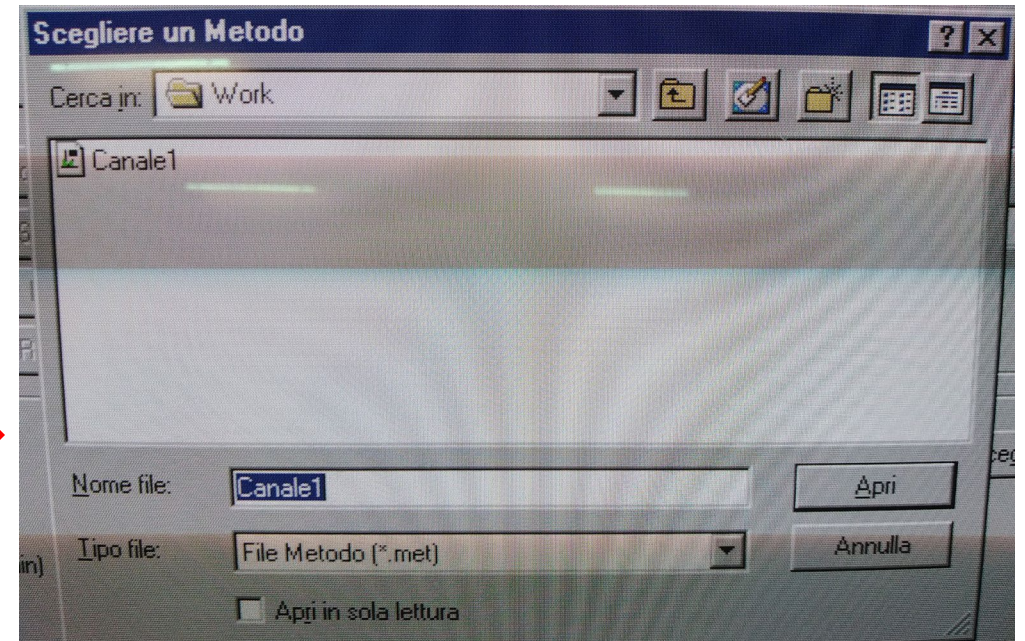 Scegliere un Metodo
Cerca in: Work
Canale1
Nome file: Canale1 Apri
Tipo file: File Metodo (*.met) Annulla
Apri in sola lettura
in)